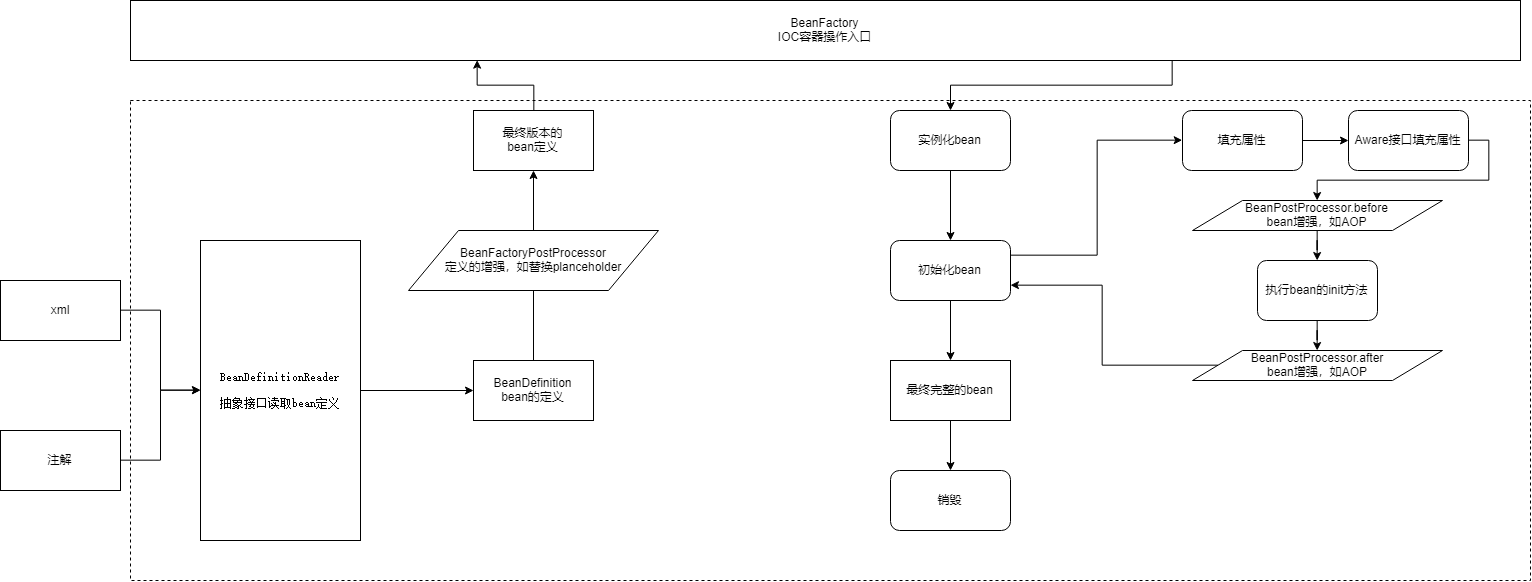 BeanFactory
IOC容器操作入口
最终版本的
bean定义
实例化bean
填充属性
Aware接口填充属性
BeanPostProcessor.before
bean增强，如AOP
BeanFactoryPostProcessor
定义的增强，如替换planceholder
初始化bean
执行bean的init方法
xml
BeanDefinitionReader
抽象接口读取bean定义
BeanDefinition
bean的定义
最终完整的bean
BeanPostProcessor.after
bean增强，如AOP
注解
销毁